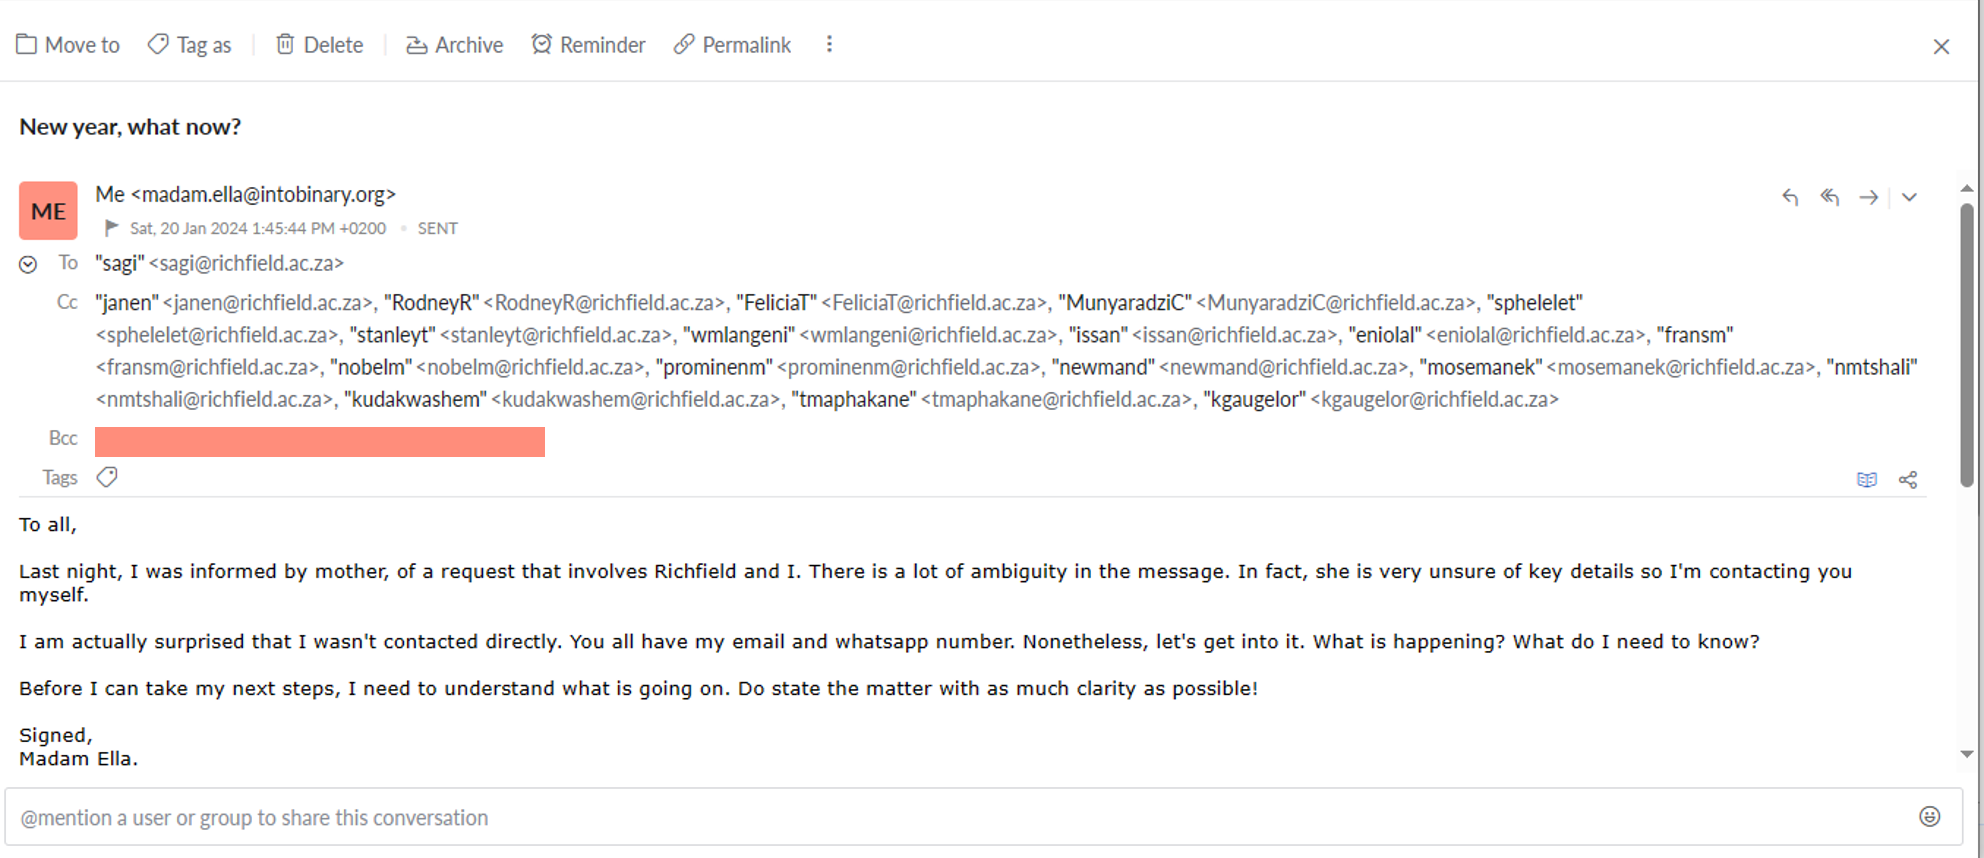 Move to Tag as Delete Archive Reminder Permalink
New year, what now?
ME
Me <madam.ella@intobinary.org>
Sat, 20 Jan 2024 1:45:44 PM +0200 SENT
To "sagi" <sagi@richfield.ac.za>
Cc "janen" <janen@richfield.ac.za>, "RodneyR" <RodneyR@richfield.ac.za>, "FeliciaT" <FeliciaT@richfield.ac.za>, "MunyaradziC" <MunyaradziC@richfield.ac.za>, "sphelelet"
<sphelelet@richfield.ac.za>, "stanleyt" <stanleyt@richfield.ac.za>, "wmlangeni" <wmlangeni@richfield.ac.za>, "issan" <issan@richfield.ac.za>, "eniolal" <eniolal@richfield.ac.za>, "fransm"
<fransm@richfield.ac.za>, "nobelm" <nobelm@richfield.ac.za>, "prominenm" <prominenm@richfield.ac.za>, "newmand" <newmand@richfield.ac.za>, "mosemanek" <mosemanek@richfield.ac.za>, "nmtshali"
<nmtshali@richfield.ac.za>, "kudakwashem" <kudakwashem@richfield.ac.za>, "tmaphakane" <tmaphakane@richfield.ac.za>, "kgaugelor" <kgaugelor@richfield.ac.za>
Bcc
Tags
To all,
Last night, I was informed by mother, of a request that involves Richfield and I. There is a lot of ambiguity in the message. In fact, she is very unsure of key details so I'm contacting you
myself.
I am actually surprised that I wasn't contacted directly. You all have my email and whatsapp number. Nonetheless, let's get into it. What is happening? What do I need to know?
Before I can take my next steps, I need to understand what is going on. Do state the matter with as much clarity as possible!
Signed,
Madam Ella.
@mention a user or group to share this conversation